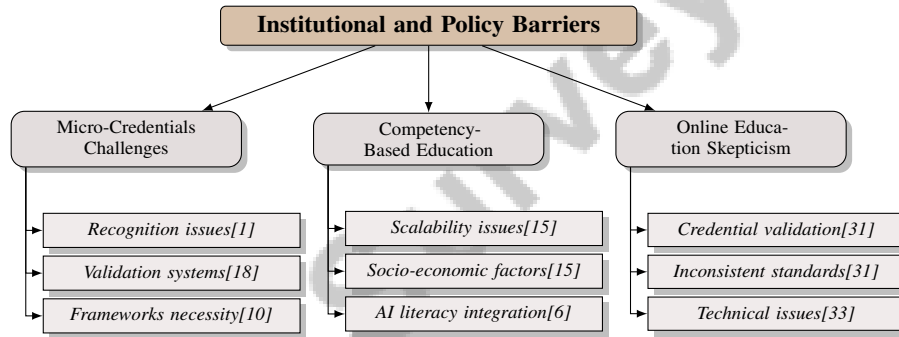 Institutional and Policy Barriers
Micro-Credentials
Challenges
Recognition issues[1]
Validation systems[18]
Frameworks necessity[10]
Competency-
Based Education
Scalability issues[15]
Socio-economic factors[15]
AI literacy integration[6]
Online Educa-
tion Skepticism
Credential validation[31]
Inconsistent standards[31]
Technical issues[33]